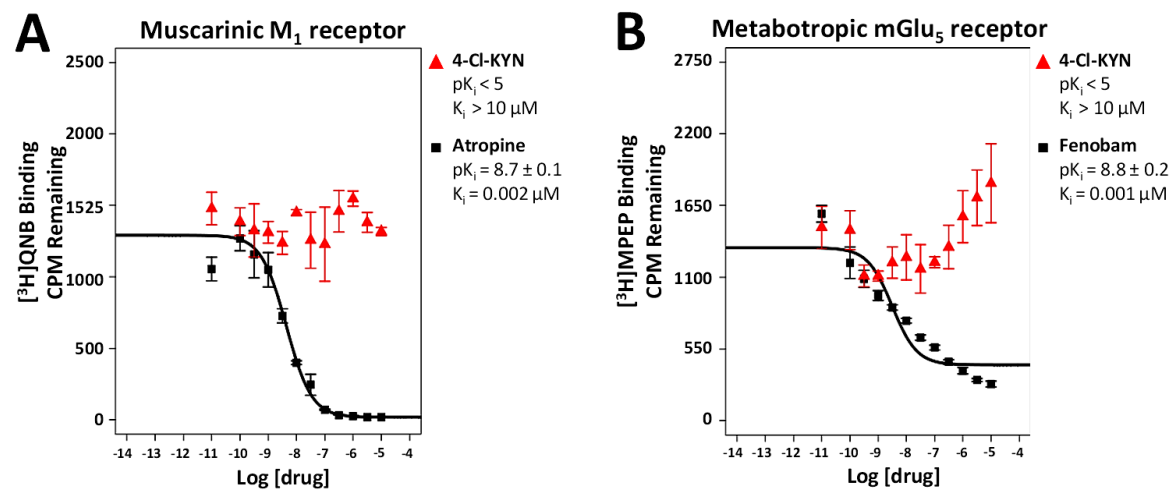 A
Muscarinic M₁ receptor
2500
2000
1525
1000
500
0
[³H]QNB Binding
CPM Remaining
-14 -13 -12 -11 -10 -9 -8 -7 -6 -5 -4
Log [drug]
4-Cl-KYN
pKᵢ < 5
Kᵢ > 10 µM
Atropine
pKᵢ = 8.7 ± 0.1
Kᵢ = 0.002 µM
B
Metabotropic mGlu₅ receptor
2750
2200
1650
1100
550
0
[³H]MPEP Binding
CPM Remaining
-14 -13 -12 -11 -10 -9 -8 -7 -6 -5 -4
Log [drug]
4-Cl-KYN
pKᵢ < 5
Kᵢ > 10 µM
Fenobam
pKᵢ = 8.8 ± 0.2
Kᵢ = 0.001 µM